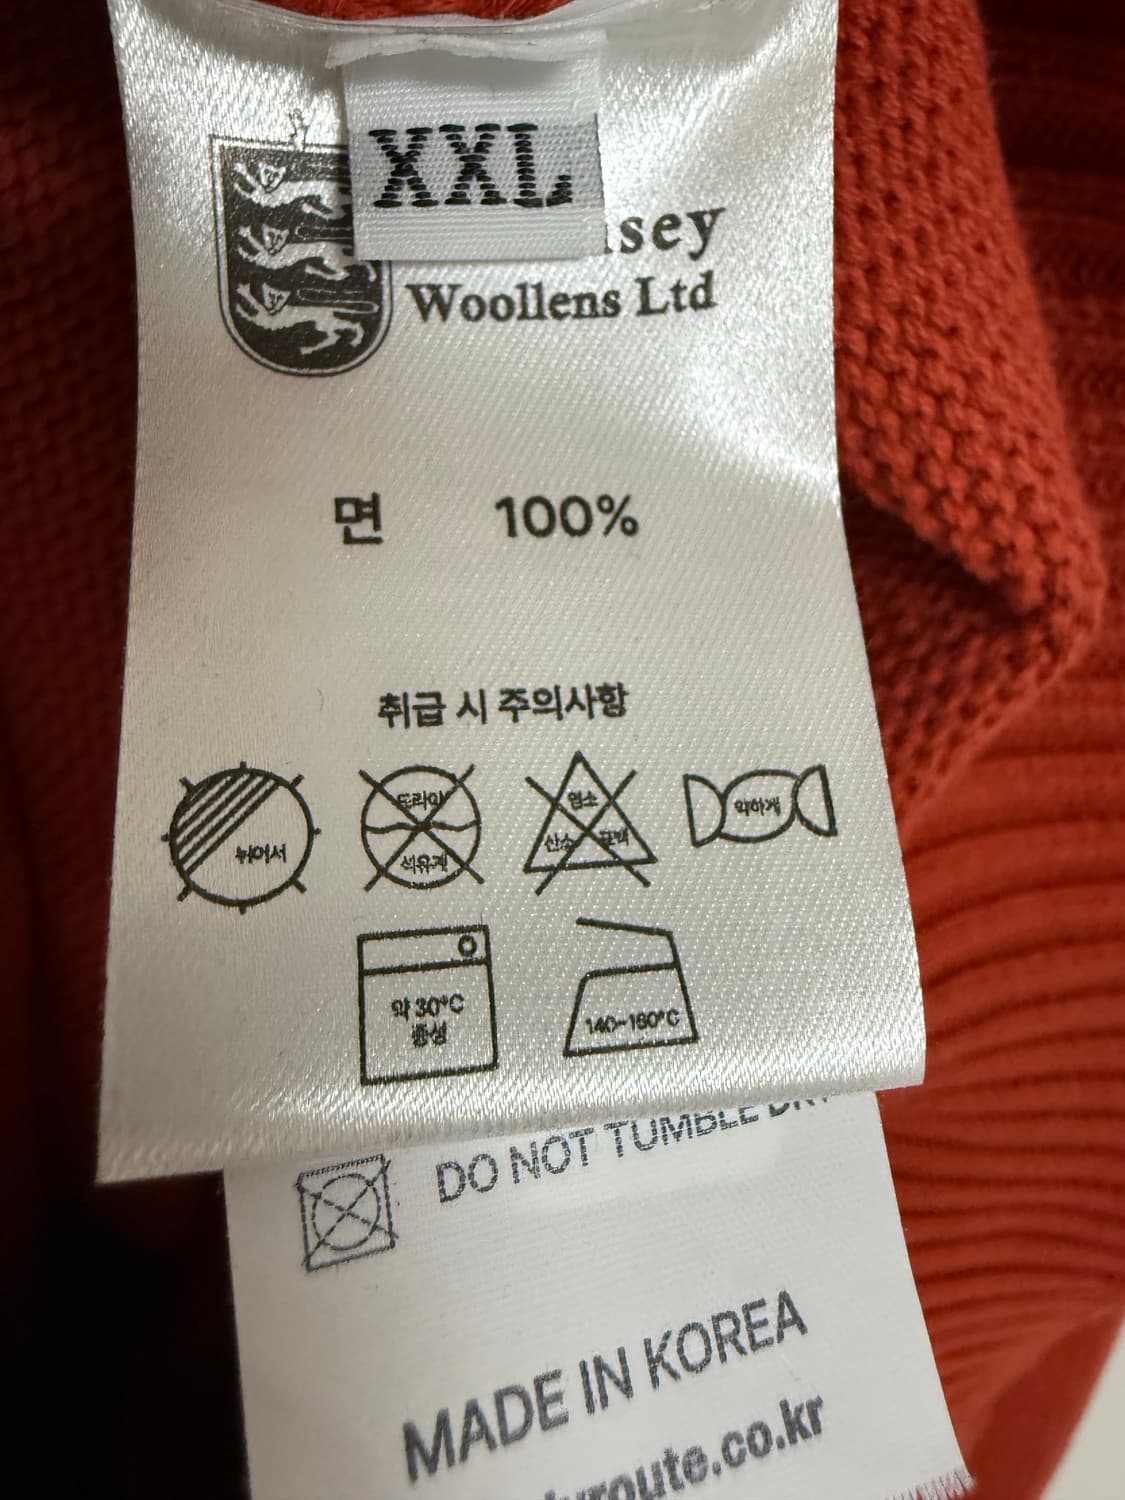 XXL
Woollens Ltd
면 100%
취급 시 주의사항
뉘어서
드라이
석유계
염소
산소 표백
약하게
약 30°C
중성
140~160°C
DO NOT TUMBLE DRY
MADE IN KOREA